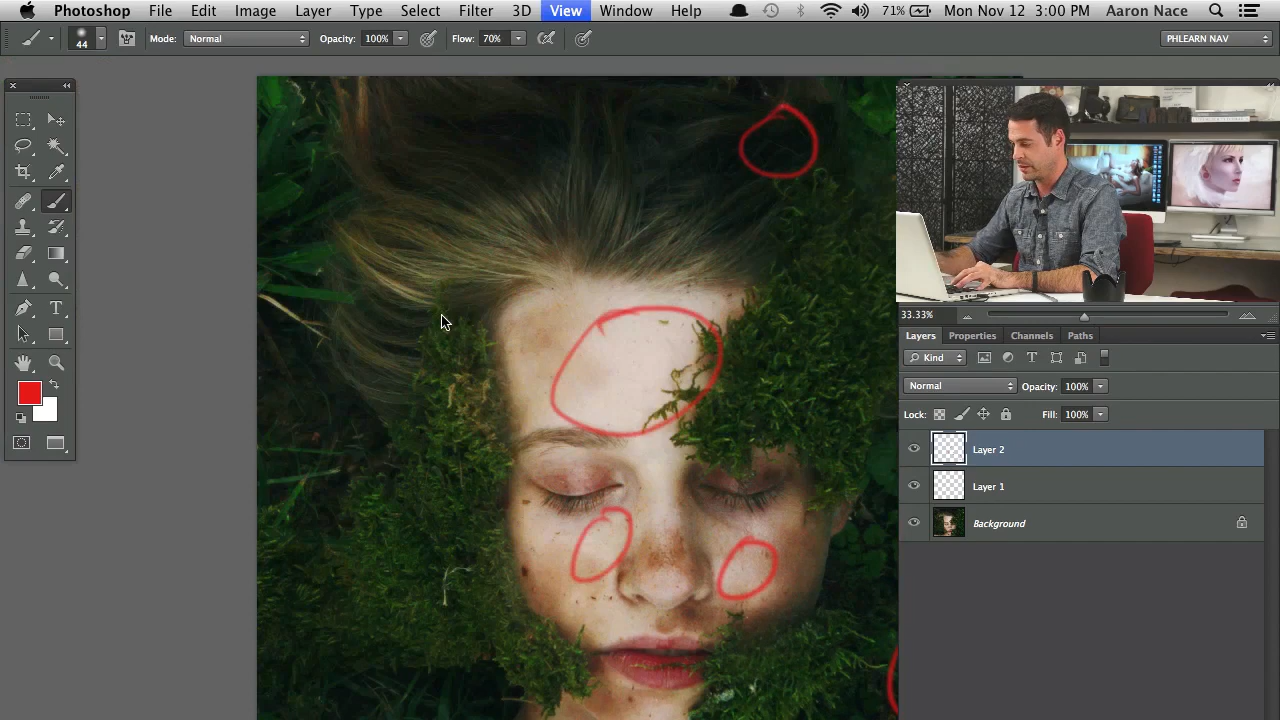 Photoshop File Edit Image Layer Type Select Filter 3D View Window Help 71% Mon Nov 12 3:00 PM Aaron Nace
44 Mode: Normal Opacity: 100% Flow: 70% PHLEARN NAV
33.33%
Layers Properties Channels Paths
Kind
Normal Opacity: 100%
Lock: Fill: 100%
Layer 2
Layer 1
Background